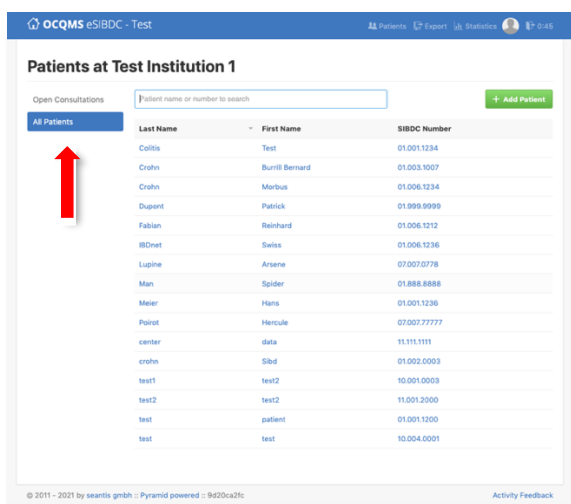 OCQMS eSIBDC - Test Patients Export Statistics 0:45
Patients at Test Institution 1
Open Consultations
All Patients
Patient name or number to search
+ Add Patient
Last Name First Name SIBDC Number
Colitis Test 01.001.1234
Crohn Burrill Bernard 01.003.1007
Crohn Morbus 01.006.1234
Dupont Patrick 01.999.9999
Fabian Reinhard 01.006.1212
IBDnet Swiss 01.006.1236
Lupine Arsene 07.007.0778
Man Spider 01.888.8888
Meier Hans 01.001.1236
Poirot Hercule 07.007.77777
center data 11.111.1111
crohn Sibd 01.002.0003
test1 test2 10.001.0003
test2 test2 11.001.2000
test patient 01.001.1200
test test 10.004.0001
© 2011 - 2021 by seantis gmbh :: Pyramid powered :: 9d20ca2fc Activity Feedback